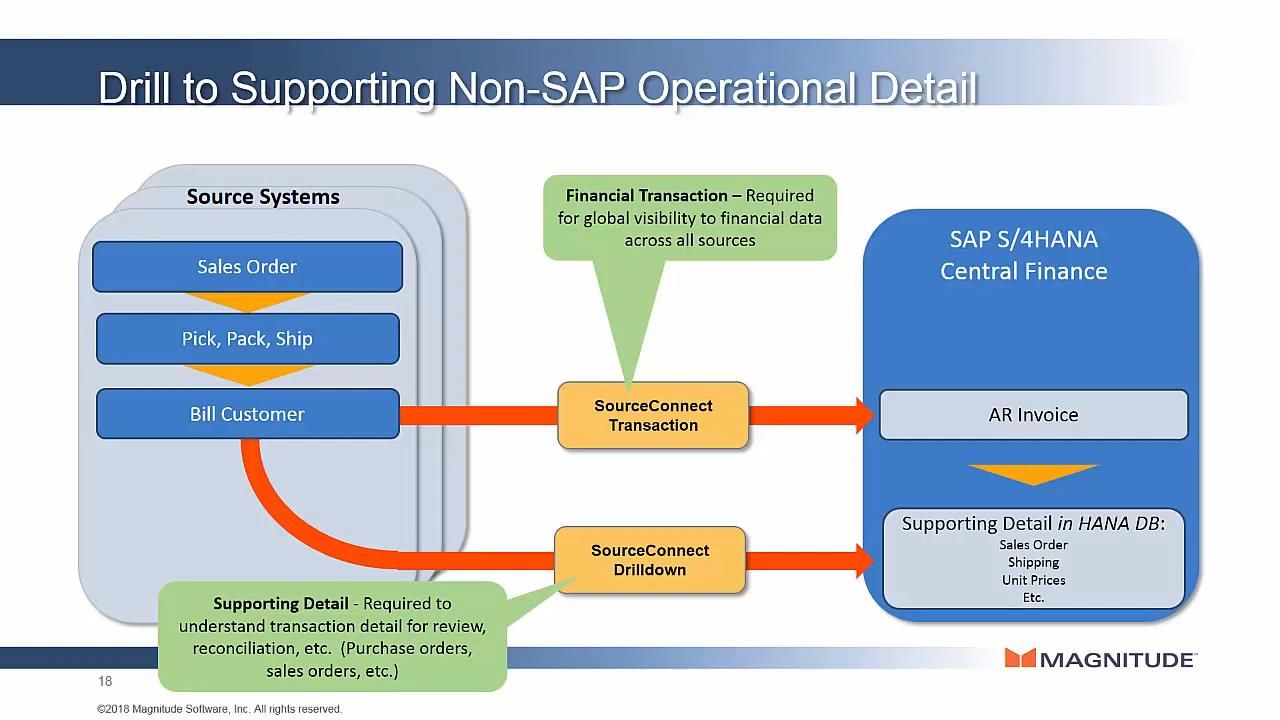 Drill to Supporting Non-SAP Operational Detail
Source Systems
Sales Order
Pick, Pack, Ship
Bill Customer
Financial Transaction – Required
for global visibility to financial data
across all sources
SourceConnect
Transaction
SourceConnect
Drilldown
Supporting Detail - Required to
understand transaction detail for review,
reconciliation, etc. (Purchase orders,
sales orders, etc.)
SAP S/4HANA
Central Finance
AR Invoice
Supporting Detail in HANA DB:
Sales Order
Shipping
Unit Prices
Etc.
MAGNITUDE™
18
©2018 Magnitude Software, Inc. All rights reserved.